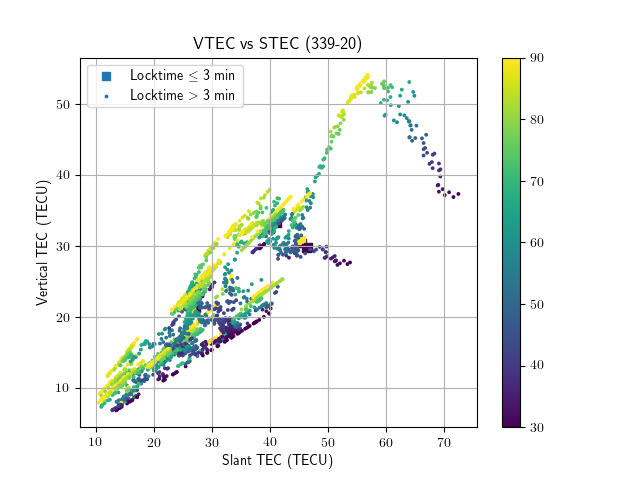 VTEC vs STEC (339-20)
Locktime ≤ 3 min
Locktime > 3 min
Vertical TEC (TECU)
50
40
30
20
10
10 20 30 40 50 60 70
Slant TEC (TECU)
90
80
70
60
50
40
30